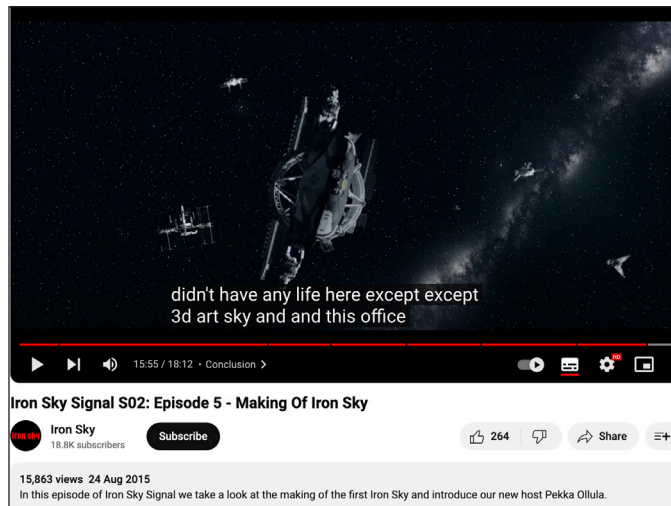 didn't have any life here except except
3d art sky and and this office
15:55 / 18:12 • Conclusion >
HD
Iron Sky Signal S02: Episode 5 - Making Of Iron Sky
Iron sky
Iron Sky
18.8K subscribers
Subscribe
264
Share
15,863 views 24 Aug 2015
In this episode of Iron Sky Signal we take a look at the making of the first Iron Sky and introduce our new host Pekka Ollula.